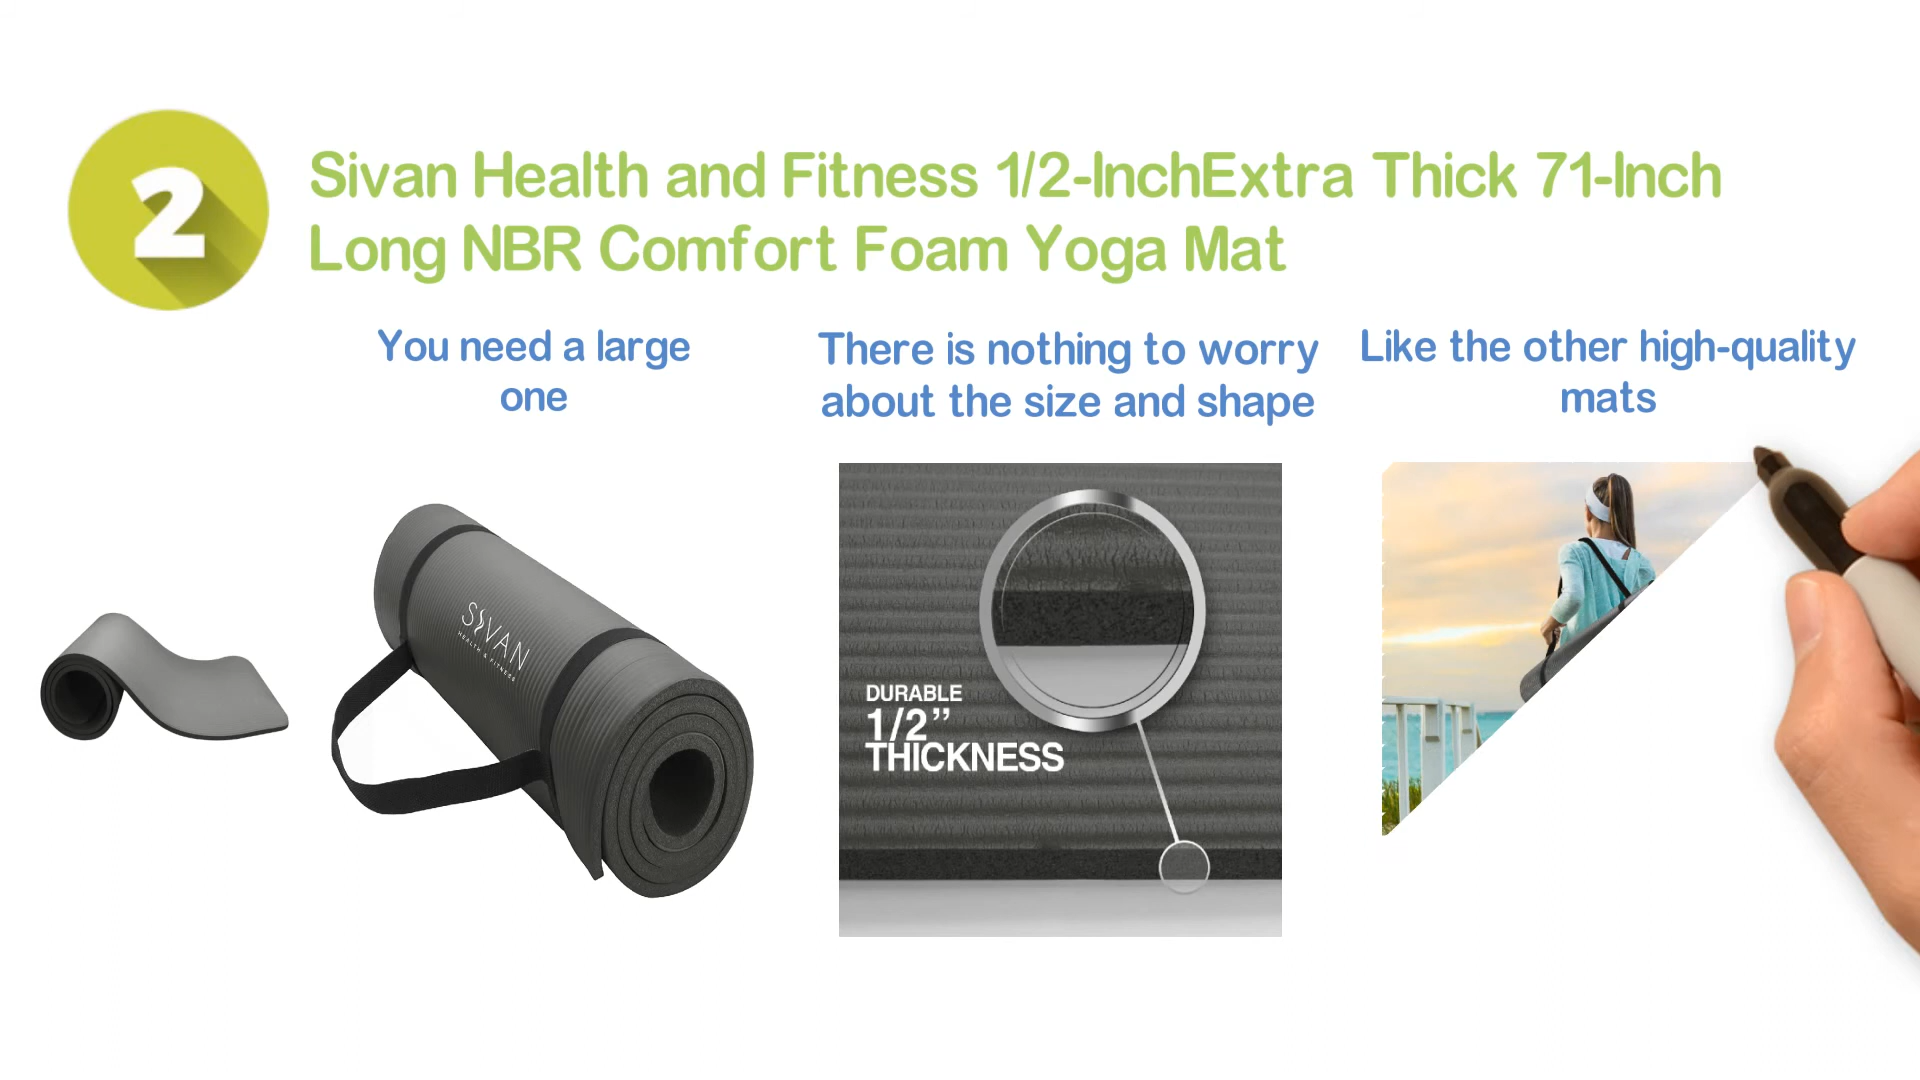 2
Sivan Health and Fitness 1/2-InchExtra Thick 71-Inch
Long NBR Comfort Foam Yoga Mat
You need a large
one
There is nothing to worry
about the size and shape
Like the other high-quality
mats
SIVAN
HEALTH & FITNESS
DURABLE
1/2”
THICKNESS